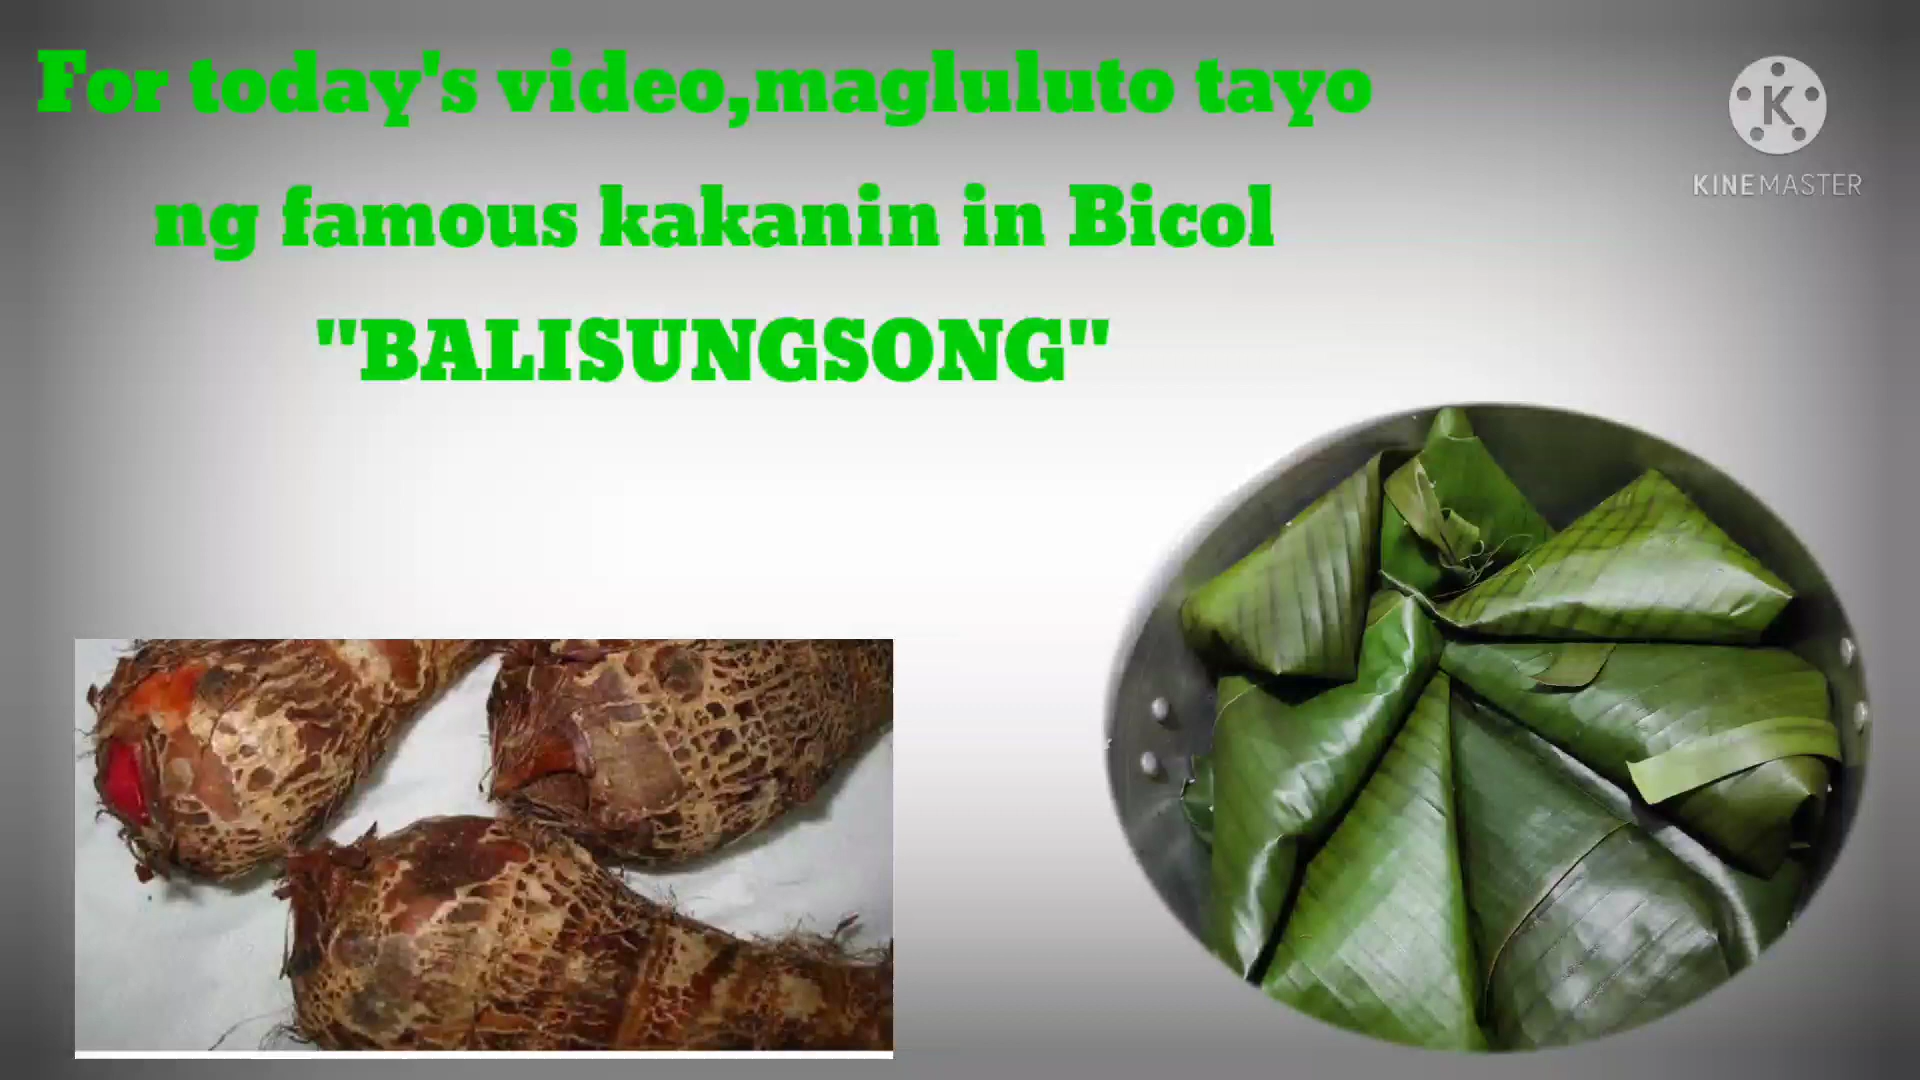 For today's video,magluluto tayo
ng famous kakanin in Bicol
"BALISUNGSONG"
K
KINEMASTER